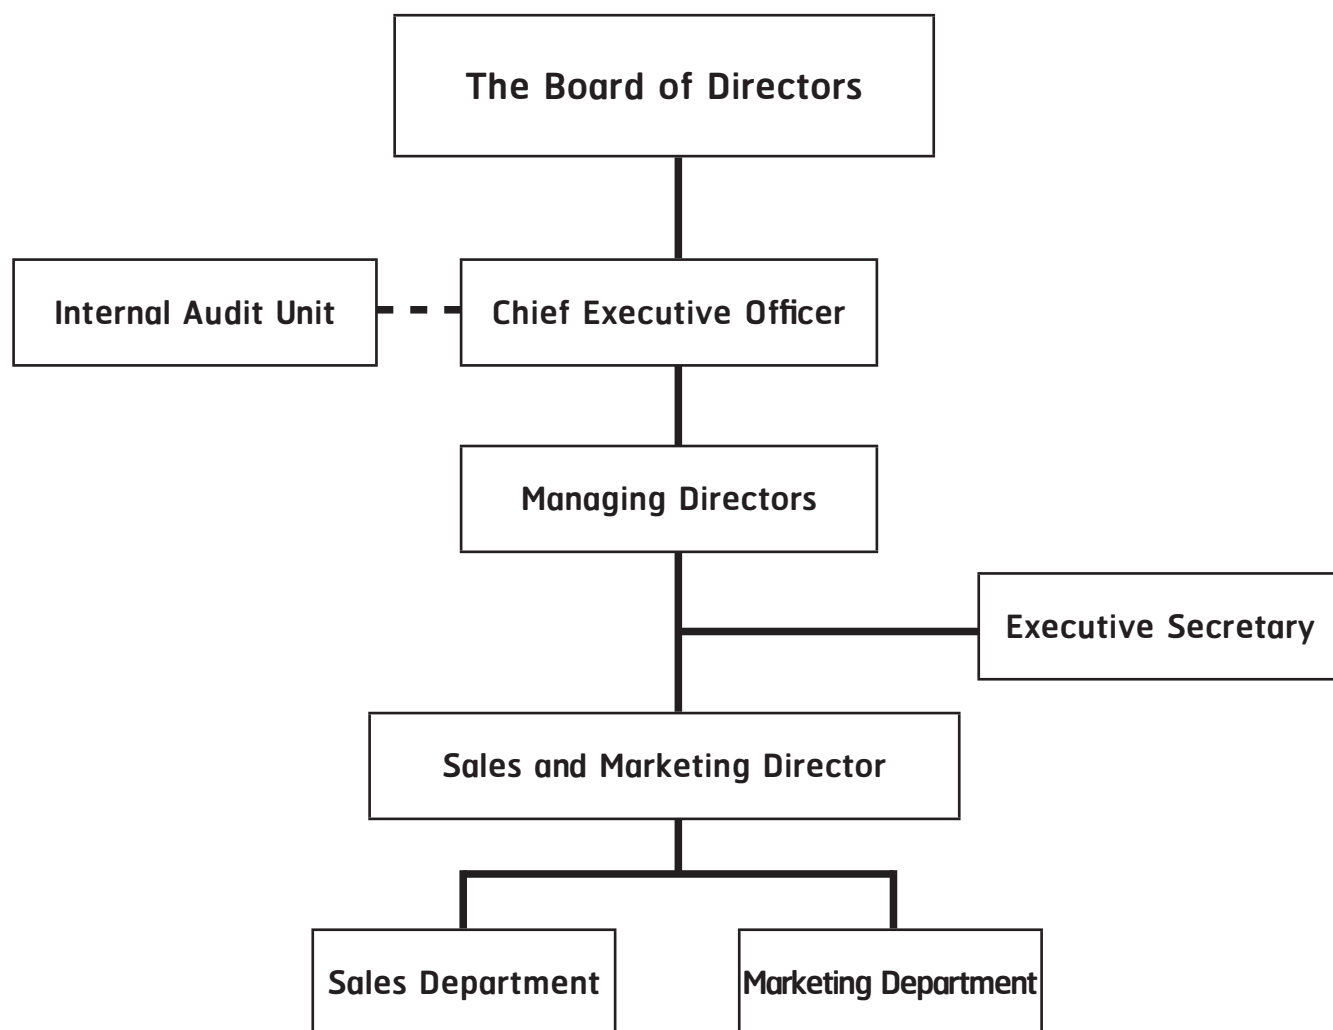 The Board of Directors
Internal Audit Unit
Chief Executive Officer
Managing Directors
Executive Secretary
Sales and Marketing Director
Sales Department
Marketing Department